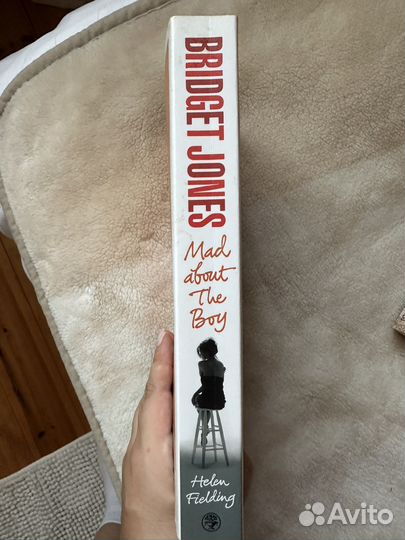 BRIDGET JONES
Mad
about
The
Boy
Helen
Fielding
Avito